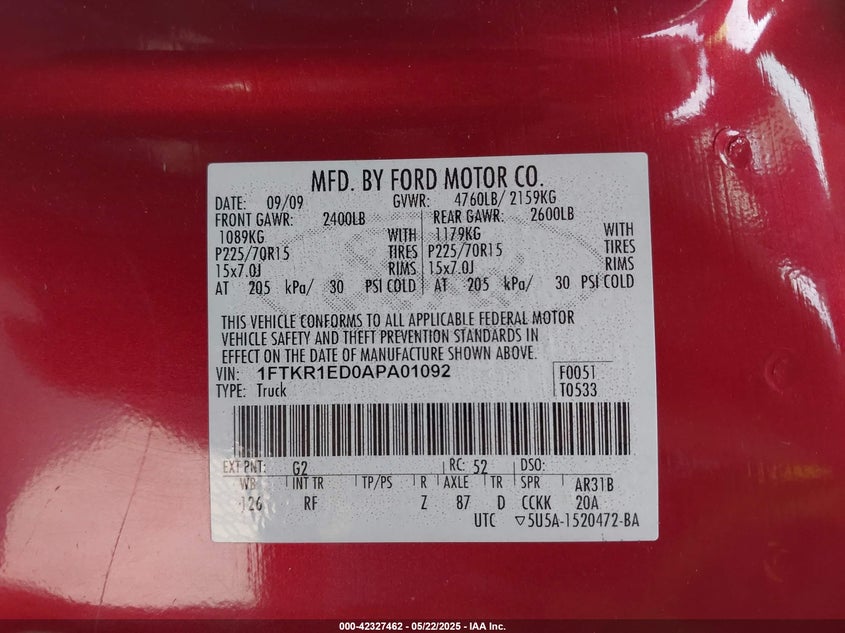 MFD. BY FORD MOTOR CO.
DATE: 09/09 GVWR: 4760LB/ 2159KG
FRONT GAWR: 2400LB REAR GAWR: 2600LB
1089KG WITH 1179KG WITH
P225/70R15 TIRES P225/70R15 TIRES
15x7.0J RIMS 15x7.0J RIMS
AT 205 kPa/ 30 PSI COLD AT 205 kPa/ 30 PSI COLD
THIS VEHICLE CONFORMS TO ALL APPLICABLE FEDERAL MOTOR
VEHICLE SAFETY AND THEFT PREVENTION STANDARDS IN
EFFECT ON THE DATE OF MANUFACTURE SHOWN ABOVE.
VIN: 1FTKR1ED0APA01092 F0051
TYPE: Truck T0533
EXT PNT: G2 RC: 52 DSO:
WB INT TR TP/PS R AXLE TR SPR AR31B
126 RF Z 87 D CCKK 20A
UTC ▽5U5A-1520472-BA
000-42327462 - 05/22/2025 - IAA Inc.